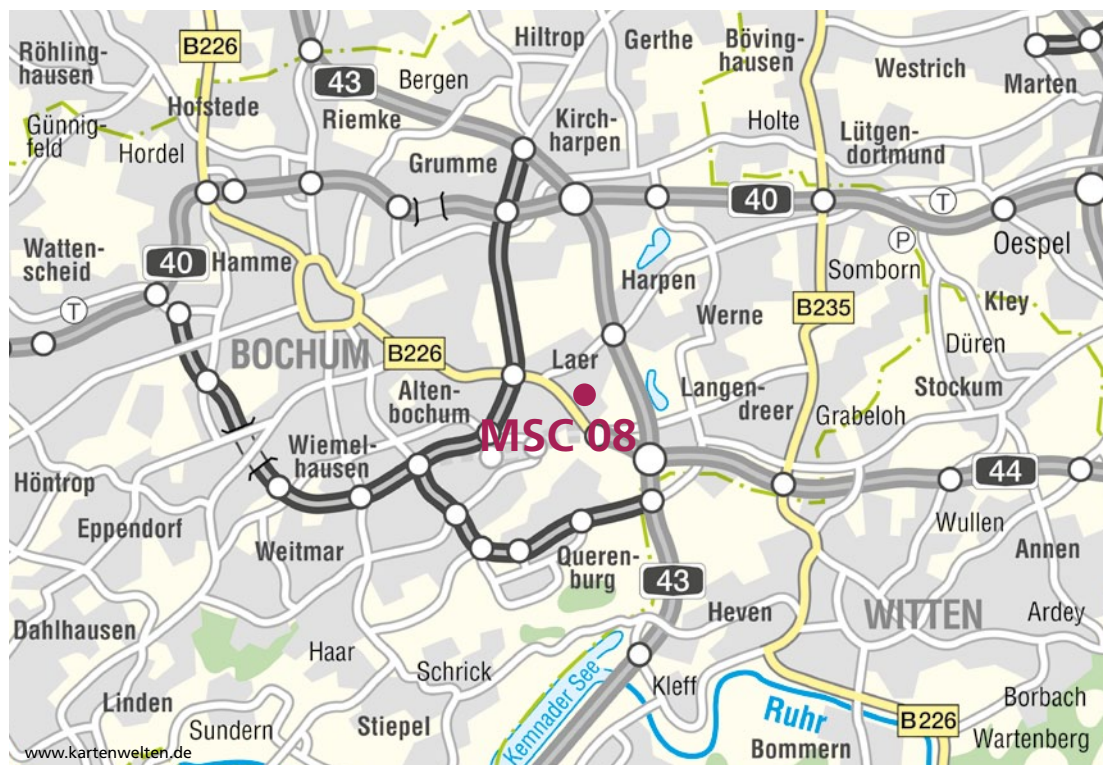 Röhling-
hausen
B226
Hiltrop
Gerthe
Böving-
hausen
Westrich
Marten
43
Bergen
Hofstede
Riemke
Kirch-
harpen
Holte
Lütgen-
dortmund
Günnig-
feld
Hordel
Grumme
40
T
P
Oespel
Watten-
scheid
40
Hamme
Harpen
Somborn
Kley
T
Werne
B235
BOCHUM
B226
Laer
Düren
Alten-
bochum
Langen-
dreer
Stockum
Grabeloh
MSC 08
Wiemel-
hausen
44
Höntrop
Eppendorf
Weitmar
Wullen
Annen
Queren-
burg
43
Heven
WITTEN
Ardey
Dahlhausen
Haar
Schrick
Kemnader See
Kleff
Borbach
Linden
Sundern
Stiepel
Ruhr
B226
Wartenberg
Bommern
www.kartenwelten.de